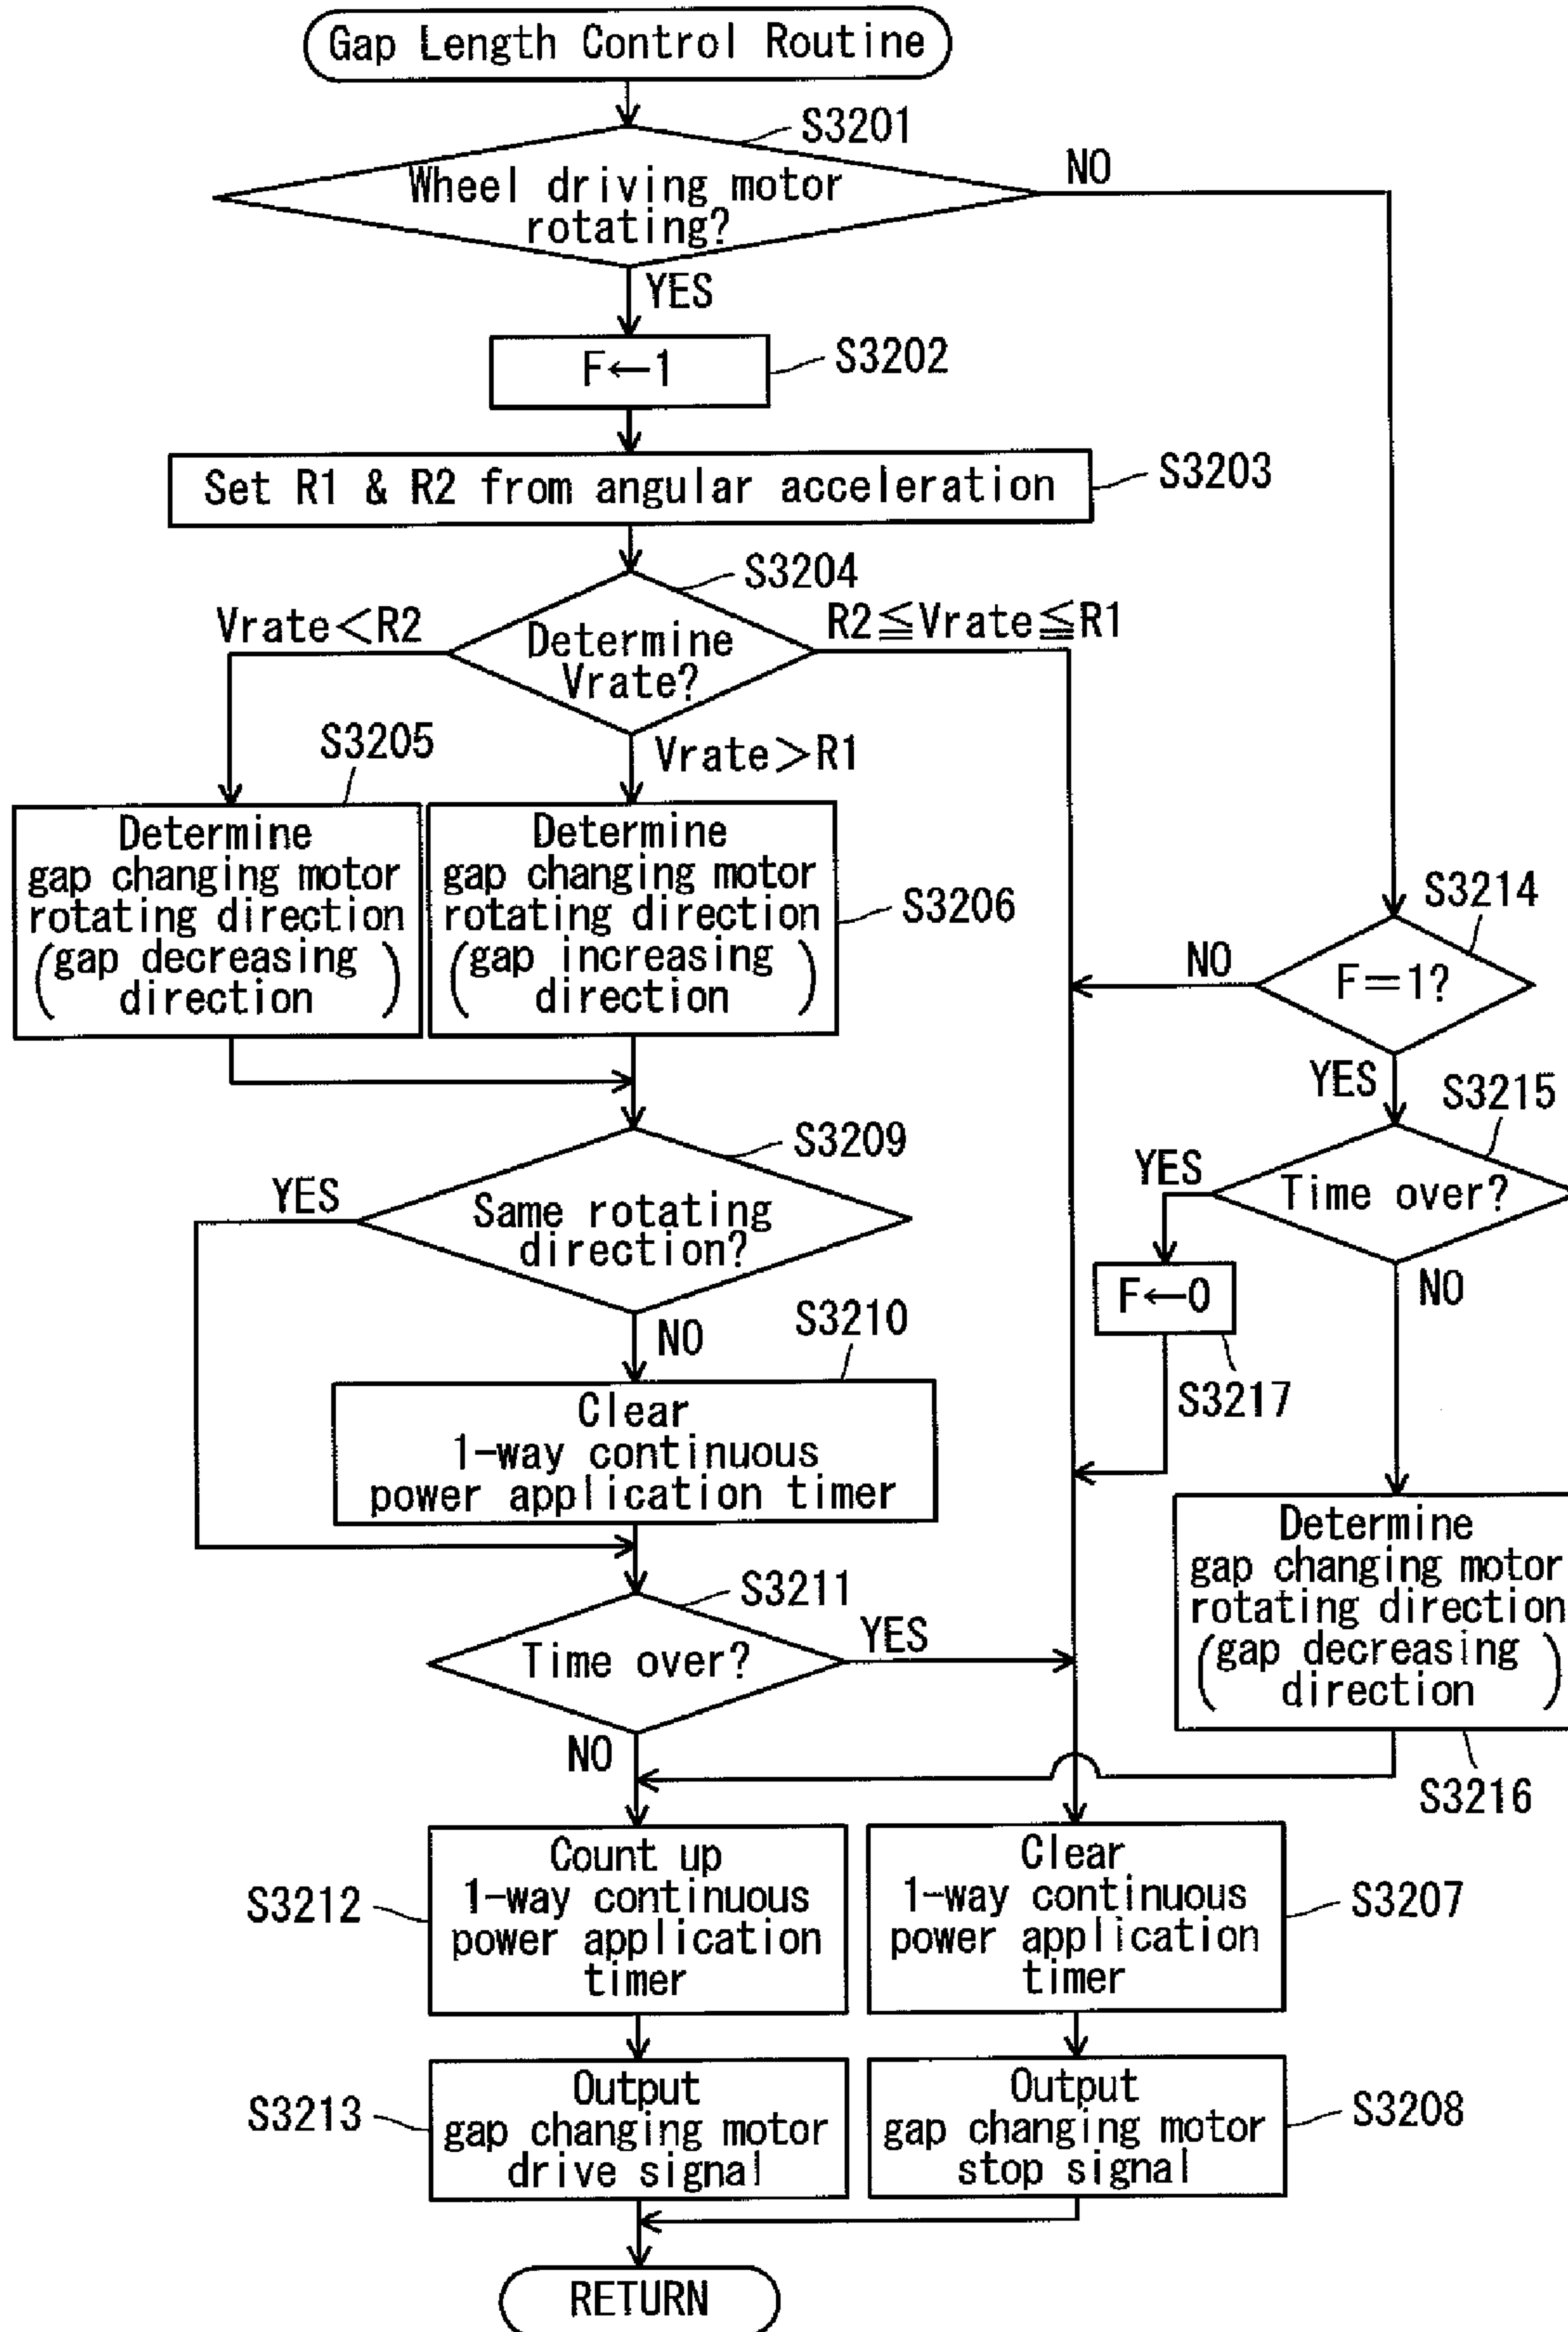 Gap Length Control Routine
S3201
Wheel driving motor
rotating?
NO
YES
F←1
S3202
Set R1 & R2 from angular acceleration
S3203
S3204
Vrate<R2
R2≦Vrate≦R1
Determine
Vrate?
Vrate>R1
S3205
Determine
gap changing motor
rotating direction
(gap decreasing
direction)
Determine
gap changing motor
rotating direction
(gap increasing
direction)
S3206
S3214
NO
F=1?
YES
S3215
YES
Time over?
NO
F←0
S3217
S3209
YES
Same rotating
direction?
NO
S3210
Clear
1-way continuous
power application timer
S3211
Time over?
YES
NO
Determine
gap changing motor
rotating direction
(gap decreasing
direction)
S3216
S3212
Count up
1-way continuous
power application
timer
Clear
1-way continuous
power application
timer
S3207
S3213
Output
gap changing motor
drive signal
Output
gap changing motor
stop signal
S3208
RETURN